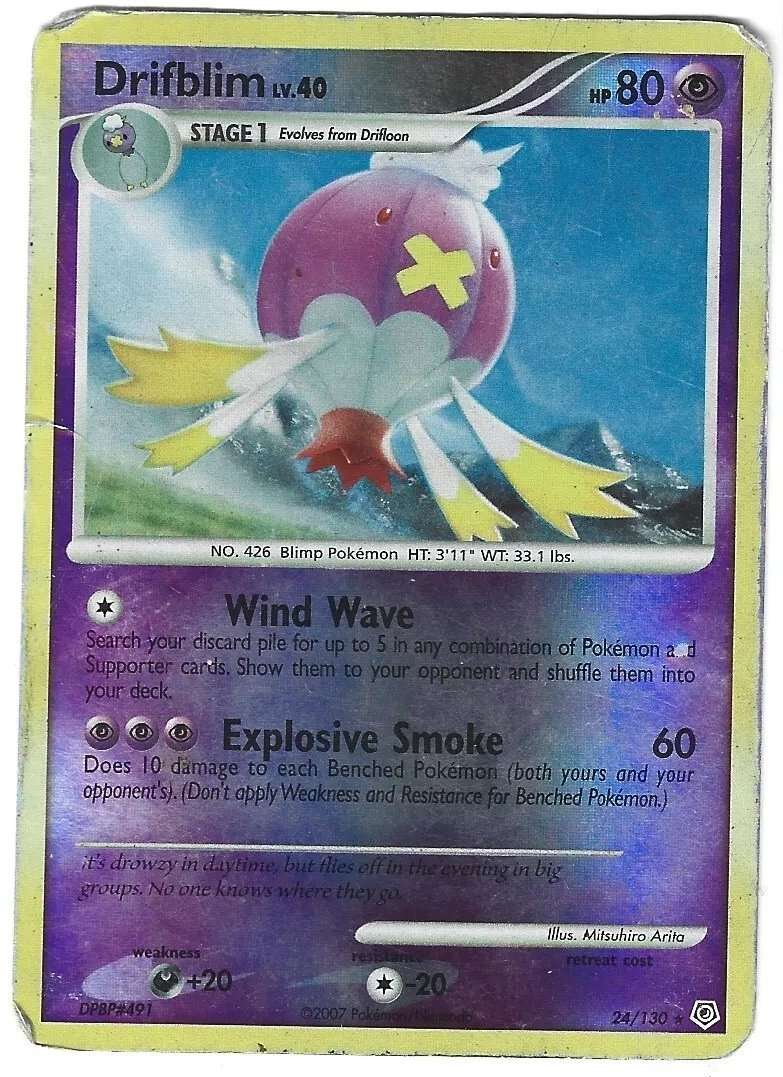 Drifblim LV.40 HP 80
STAGE 1 Evolves from Drifloon
NO. 426 Blimp Pokémon HT: 3'11" WT: 33.1 lbs.
Wind Wave
Search your discard pile for up to 5 in any combination of Pokémon a d
Supporter cards. Show them to your opponent and shuffle them into
your deck.
Explosive Smoke 60
Does 10 damage to each Benched Pokémon (both yours and your
opponent's). (Don't apply Weakness and Resistance for Benched Pokémon.)
It's drowzy in daytime, but flies off in the evening in big
groups. No one knows where they go.
Illus. Mitsuhiro Arita
weakness resistance retreat cost
+20 -20
DPBP#491 ©2007 Pokémon/Nintendo 24/130 ★